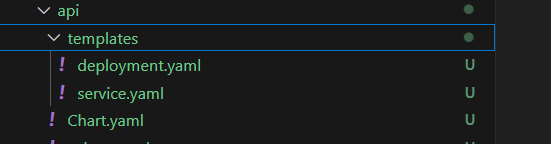 api
templates
! deployment.yaml U
! service.yaml U
! Chart.yaml U